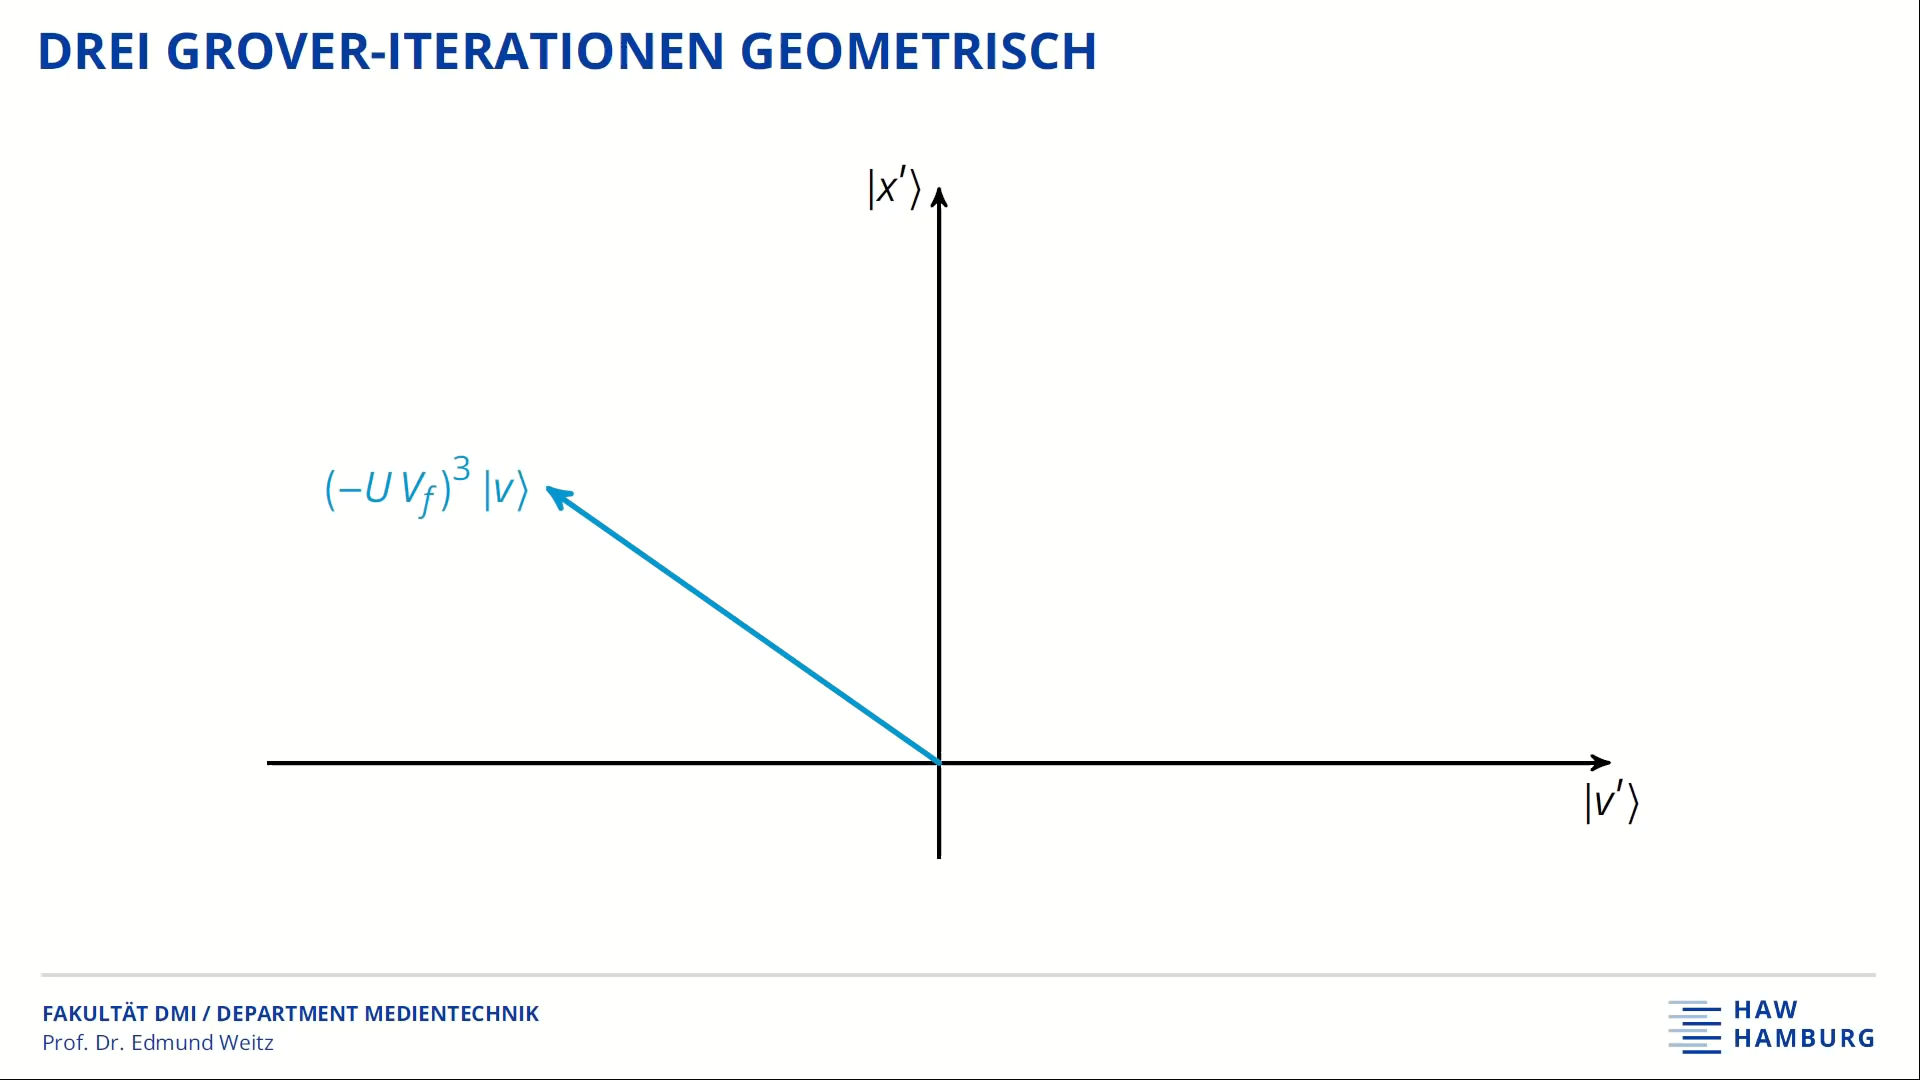 DREI GROVER-ITERATIONEN GEOMETRISCH
|x′⟩
(−U V_f)³ |v⟩
|v′⟩
FAKULTÄT DMI / DEPARTMENT MEDIENTECHNIK
Prof. Dr. Edmund Weitz
HAW
HAMBURG